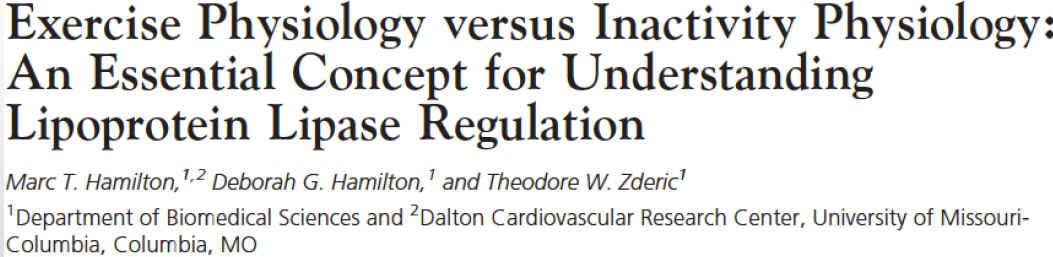 Exercise Physiology versus Inactivity Physiology:
An Essential Concept for Understanding
Lipoprotein Lipase Regulation
Marc T. Hamilton,1,2 Deborah G. Hamilton,1 and Theodore W. Zderic1
1Department of Biomedical Sciences and 2Dalton Cardiovascular Research Center, University of Missouri-
Columbia, Columbia, MO